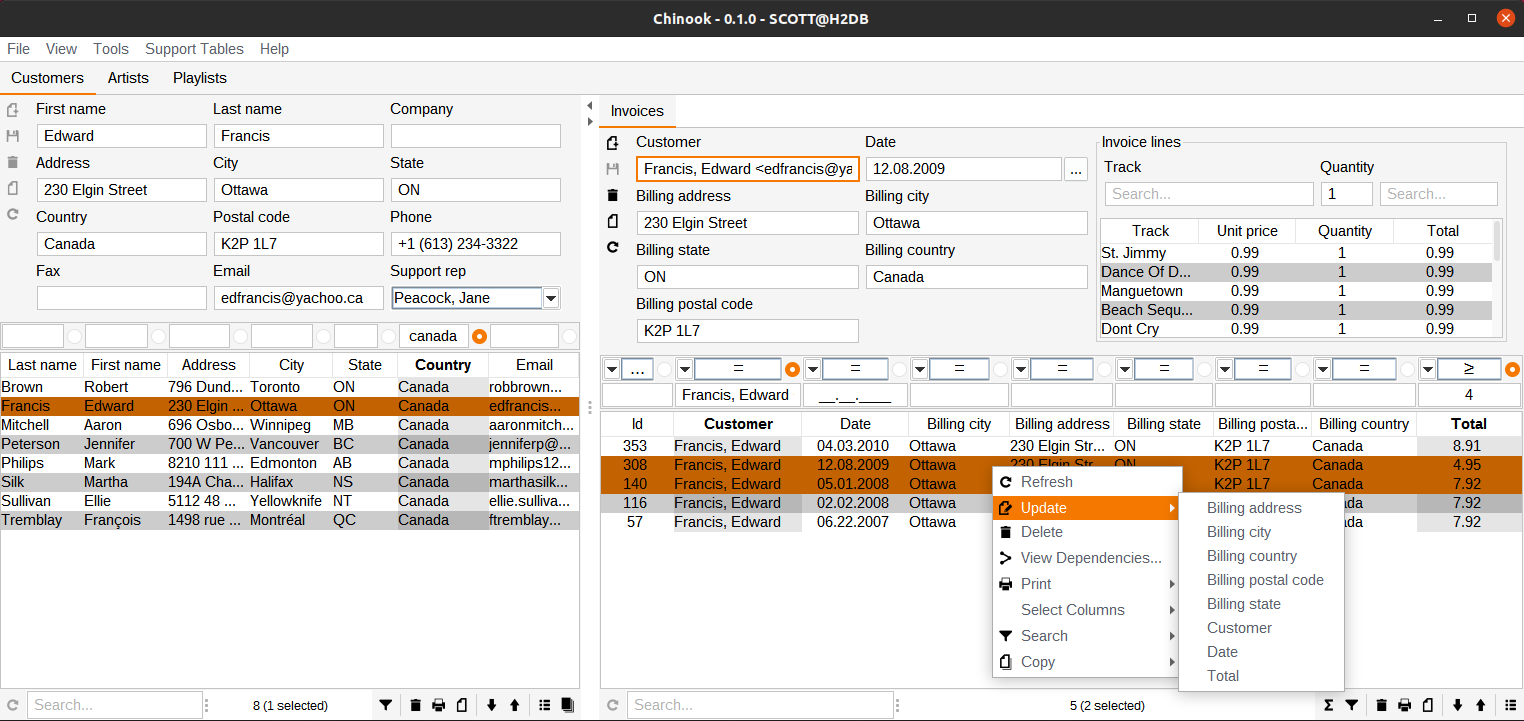 Chinook - 0.1.0 - SCOTT@H2DB
File View Tools Support Tables Help
Customers Artists Playlists
First name Last name Company
Edward Francis
Address City State
230 Elgin Street Ottawa ON
Country Postal code Phone
Canada K2P 1L7 +1 (613) 234-3322
Fax Email Support rep
edfrancis@yachoo.ca Peacock, Jane
canada
Last name First name Address City State Country Email
Brown Robert 796 Dund... Toronto ON Canada robbrown...
Francis Edward 230 Elgin ... Ottawa ON Canada edfrancis...
Mitchell Aaron 696 Osbo... Winnipeg MB Canada aaronmitch...
Peterson Jennifer 700 W Pe... Vancouver BC Canada jenniferp@...
Philips Mark 8210 111 ... Edmonton AB Canada mphilips12...
Silk Martha 194A Cha... Halifax NS Canada marthasilk...
Sullivan Ellie 5112 48 ... Yellowknife NT Canada ellie.sulliva...
Tremblay François 1498 rue ... Montréal QC Canada ftremblay...
Search... 8 (1 selected)
Invoices
Customer Date
Francis, Edward <edfrancis@ya 12.08.2009 ...
Billing address Billing city
230 Elgin Street Ottawa
Billing state Billing country
ON Canada
Billing postal code
K2P 1L7
Invoice lines
Track Quantity
Search... 1 Search...
Track Unit price Quantity Total
St. Jimmy 0.99 1 0.99
Dance Of D... 0.99 1 0.99
Manguetown 0.99 1 0.99
Beach Sequ... 0.99 1 0.99
Dont Cry 0.99 1 0.99
... = = = = = = = ≥
Francis, Edward __.__.____ 4
Id Customer Date Billing city Billing address Billing state Billing posta... Billing country Total
353 Francis, Edward 04.03.2010 Ottawa 230 Elgin Str... ON K2P 1L7 Canada 8.91
308 Francis, Edward 12.08.2009 Ottawa 230 Elgin Str... ON K2P 1L7 Canada 4.95
140 Francis, Edward 05.01.2008 Ottawa K2P 1L7 Canada 7.92
116 Francis, Edward 02.02.2008 Ottawa nada 7.92
57 Francis, Edward 06.22.2007 Ottawa nada 7.92
Refresh
Update
Delete
View Dependencies...
Print
Select Columns
Search
Copy
Billing address
Billing city
Billing country
Billing postal code
Billing state
Customer
Date
Total
Search... 5 (2 selected)